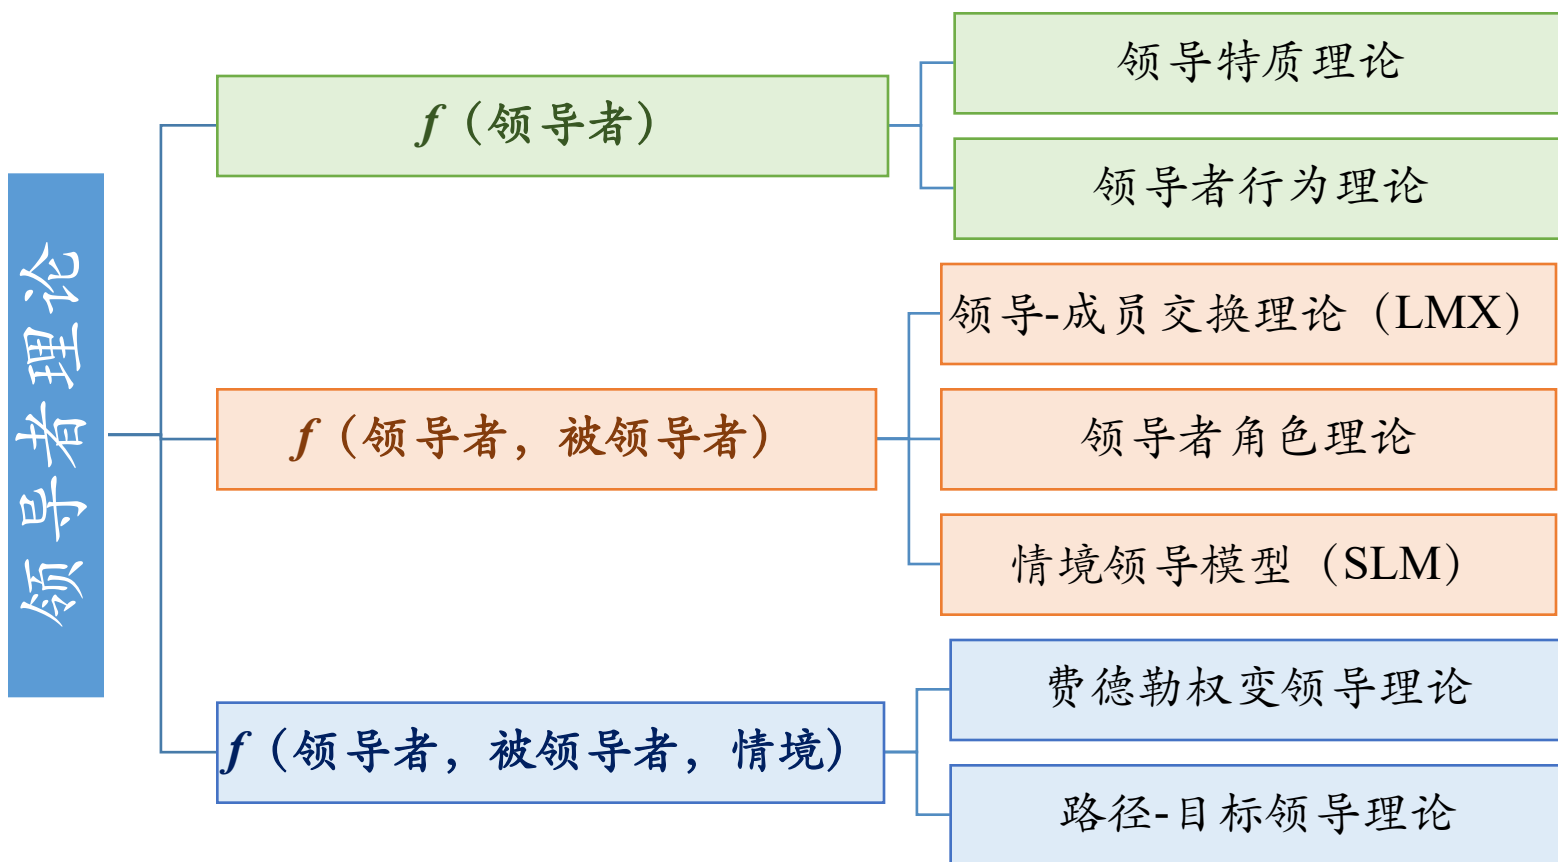 领导者理论
f（领导者）
领导特质理论
领导者行为理论
f（领导者，被领导者）
领导-成员交换理论（LMX）
领导者角色理论
情境领导模型（SLM）
f（领导者，被领导者，情境）
费德勒权变领导理论
路径-目标领导理论